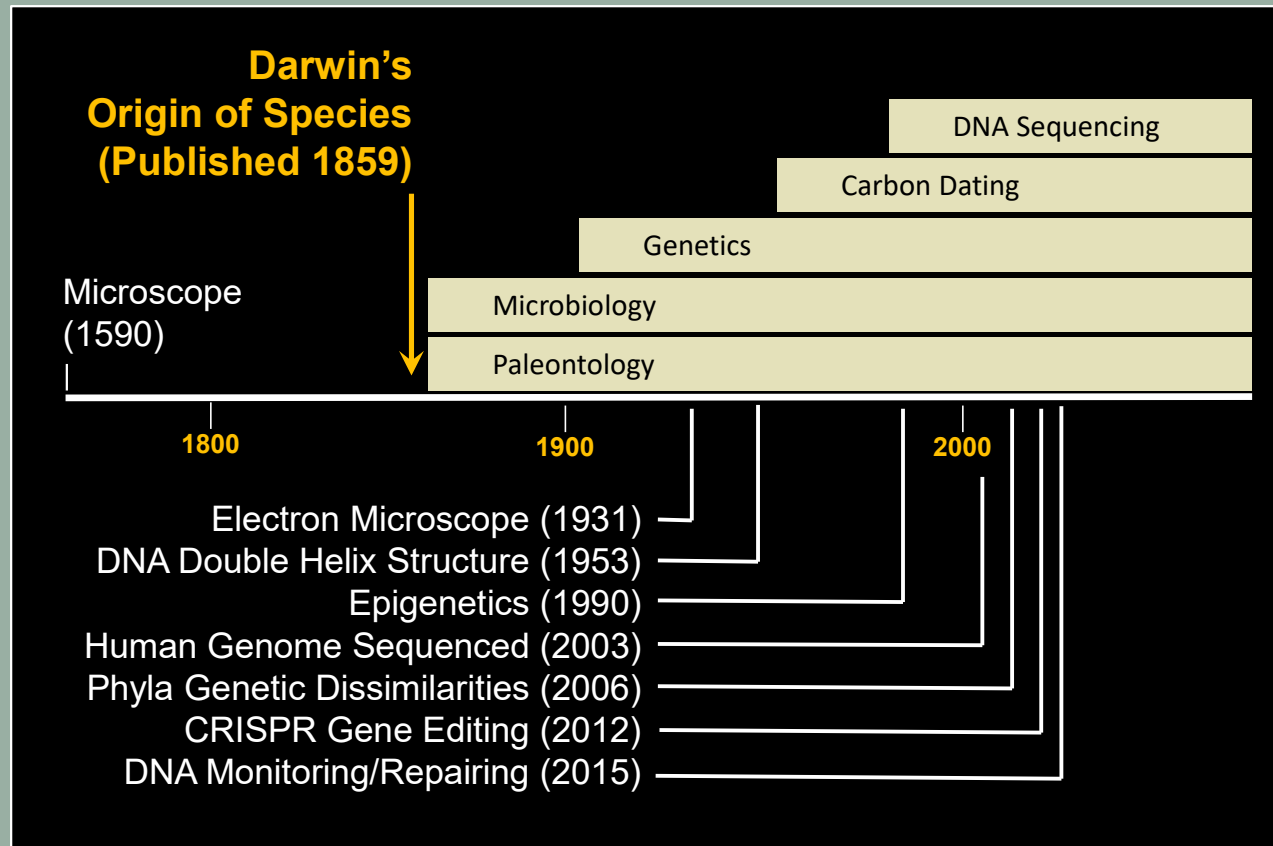 Darwin's
Origin of Species
(Published 1859)
DNA Sequencing
Carbon Dating
Genetics
Microscope
(1590)
Microbiology
Paleontology
1800
1900
2000
Electron Microscope (1931)
DNA Double Helix Structure (1953)
Epigenetics (1990)
Human Genome Sequenced (2003)
Phyla Genetic Dissimilarities (2006)
CRISPR Gene Editing (2012)
DNA Monitoring/Repairing (2015)